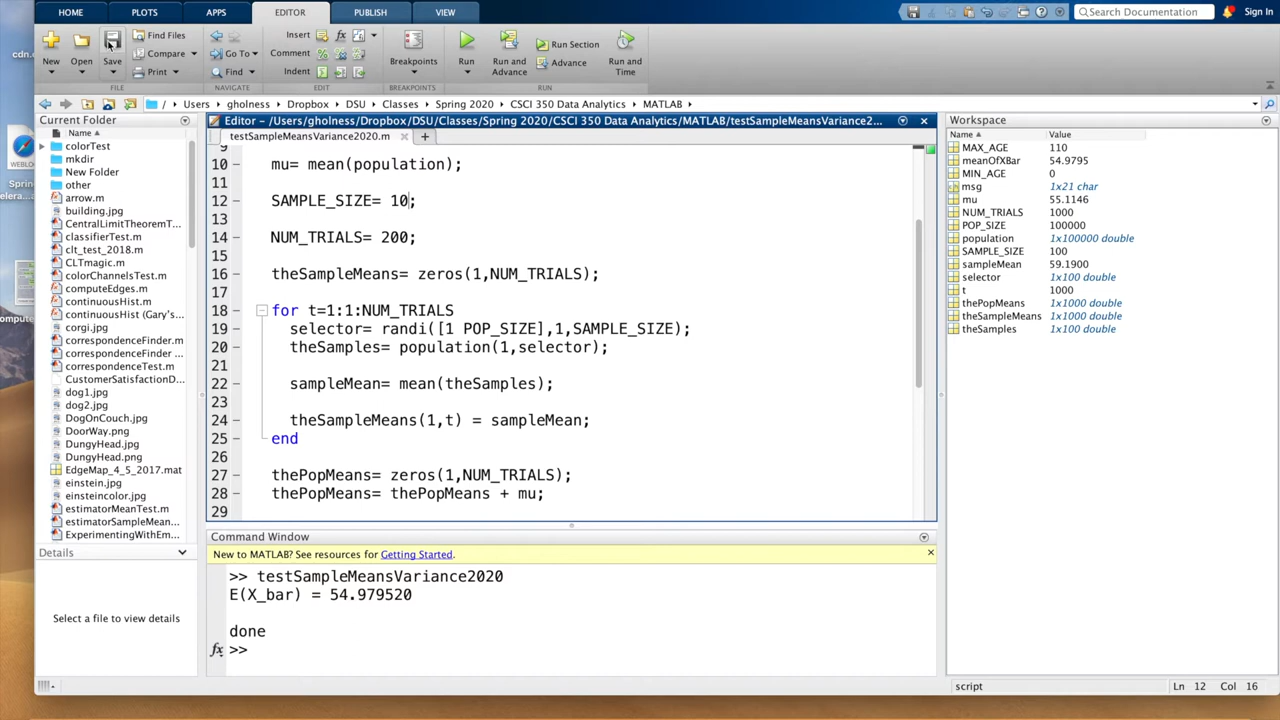 HOME PLOTS APPS EDITOR PUBLISH VIEW Search Documentation Sign In
New Open Save Find Files Compare Print Go To Find Insert Comment Indent Breakpoints Run Run and Advance Run Section Advance Run and Time
FILE NAVIGATE EDIT BREAKPOINTS RUN
/ Users gholness Dropbox DSU Classes Spring 2020 CSCI 350 Data Analytics MATLAB
Current Folder
Name
colorTest
mkdir
New Folder
other
arrow.m
building.jpg
CentralLimitTheoremT...
classifierTest.m
clt_test_2018.m
CLTmagic.m
colorChannelsTest.m
computeEdges.m
continuousHist.m
continuousHist (Gary's...
corgi.jpg
correspondenceFinder.m
correspondenceFinder ...
correspondenceTest.m
CustomerSatisfactionD...
dog1.jpg
dog2.jpg
DogOnCouch.jpg
DoorWay.png
DungyHead.jpg
DungyHead.png
EdgeMap_4_5_2017.mat
einstein.jpg
einsteincolor.jpg
estimatorMeanTest.m
estimatorSampleMean...
ExperimentingWithEm...
Details
Select a file to view details
Editor - /Users/gholness/Dropbox/DSU/Classes/Spring 2020/CSCI 350 Data Analytics/MATLAB/testSampleMeansVariance2...
testSampleMeansVariance2020.m
9
10 mu= mean(population);
11
12 SAMPLE_SIZE= 10;
13
14 NUM_TRIALS= 200;
15
16 theSampleMeans= zeros(1,NUM_TRIALS);
17
18 for t=1:1:NUM_TRIALS
19 selector= randi([1 POP_SIZE],1,SAMPLE_SIZE);
20 theSamples= population(1,selector);
21
22 sampleMean= mean(theSamples);
23
24 theSampleMeans(1,t) = sampleMean;
25 end
26
27 thePopMeans= zeros(1,NUM_TRIALS);
28 thePopMeans= thePopMeans + mu;
29
Command Window
New to MATLAB? See resources for Getting Started.
>> testSampleMeansVariance2020
E(X_bar) = 54.979520
done
fx >>
Workspace
Name Value
MAX_AGE 110
meanOfXBar 54.9795
MIN_AGE 0
msg 1x21 char
mu 55.1146
NUM_TRIALS 1000
POP_SIZE 100000
population 1x100000 double
SAMPLE_SIZE 100
sampleMean 59.1900
selector 1x100 double
t 1000
thePopMeans 1x1000 double
theSampleMeans 1x1000 double
theSamples 1x100 double
script Ln 12 Col 16